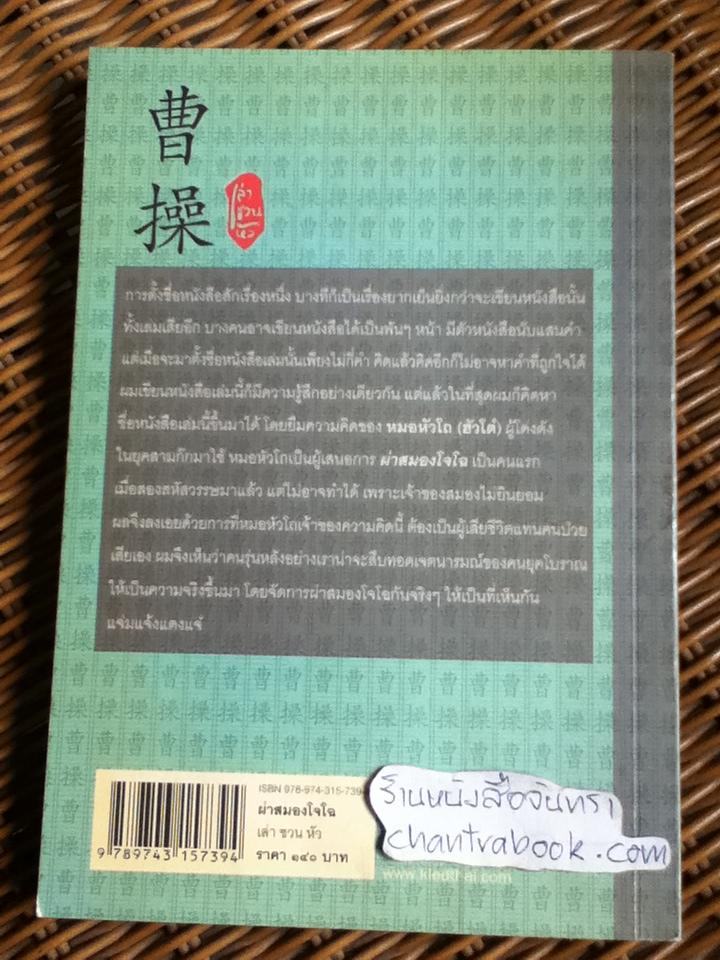 曹
操
เล่า
ชวน
หัว
การตั้งชื่อหนังสือสักเรื่องหนึ่ง บางทีก็เป็นเรื่องยากเย็นยิ่งกว่าจะเขียนหนังสือนั้น
ทั้งเล่มเสียอีก บางคนอาจเขียนหนังสือได้เป็นพันๆ หน้า มีตัวหนังสือนับแสนคำ
แต่เมื่อจะมาตั้งชื่อหนังสือเล่มนั้นเพียงไม่กี่คำ คิดแล้วคิดอีกก็ไม่อาจหาคำที่ถูกใจได้
ผมเขียนหนังสือเล่มนี้ก็มีความรู้สึกอย่างเดียวกัน แต่แล้วในที่สุดผมก็คิดหา
ชื่อหนังสือเล่มนี้ขึ้นมาได้ โดยยืมความคิดของ หมอหัวโถ (ฮัวโต๋) ผู้โด่งดัง
ในยุคสามก๊กมาใช้ หมอหัวโถเป็นผู้เสนอการ ผ่าสมองโจโฉ เป็นคนแรก
เมื่อสองสหัสวรรษมาแล้ว แต่ไม่อาจทำได้ เพราะเจ้าของสมองไม่ยินยอม
ผลจึงลงเอยด้วยการที่หมอหัวโถเจ้าของความคิดนี้ ต้องเป็นผู้เสียชีวิตแทนคนป่วย
เสียเอง ผมจึงเห็นว่าคนรุ่นหลังอย่างเราน่าจะสืบทอดเจตนารมณ์ของคนยุคโบราณ
ให้เป็นความจริงขึ้นมา โดยจัดการผ่าสมองโจโฉกันจริงๆ ให้เป็นที่เห็นกัน
แจ่มแจ้งแดงแจ๋
ISBN 978-974-315-739
ผ่าสมองโจโฉ
เล่า ชวน หัว
ราคา ๑๔๐ บาท
9 789743 157394
ร้านหนังสือจันทรา
chantrabook.com
www.kledthai.com